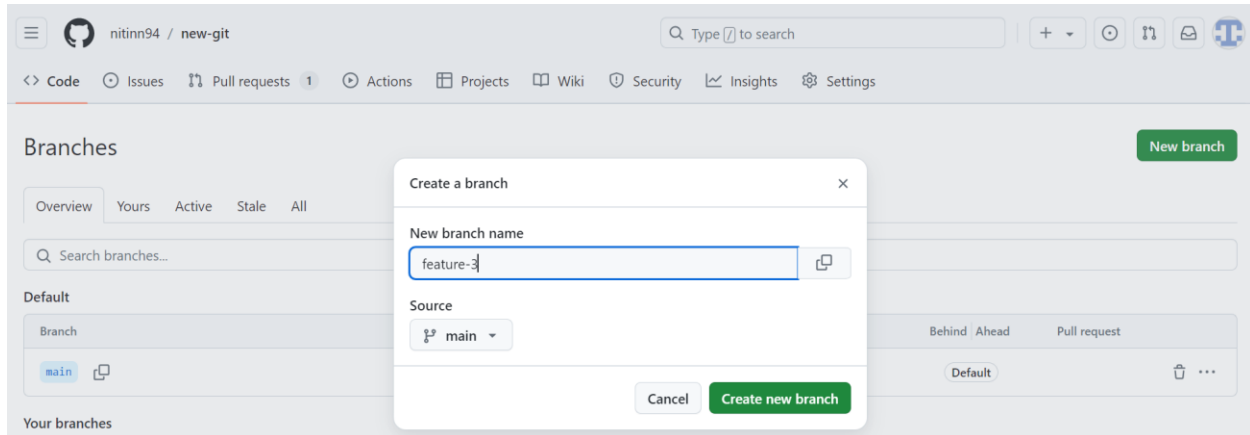 nitinn94 / new-git
Type / to search
Code Issues Pull requests 1 Actions Projects Wiki Security Insights Settings
Branches
New branch
Overview Yours Active Stale All
Search branches...
Default
Branch Behind Ahead Pull request
main Default
Your branches
Create a branch
New branch name
feature-3
Source
main
Cancel Create new branch